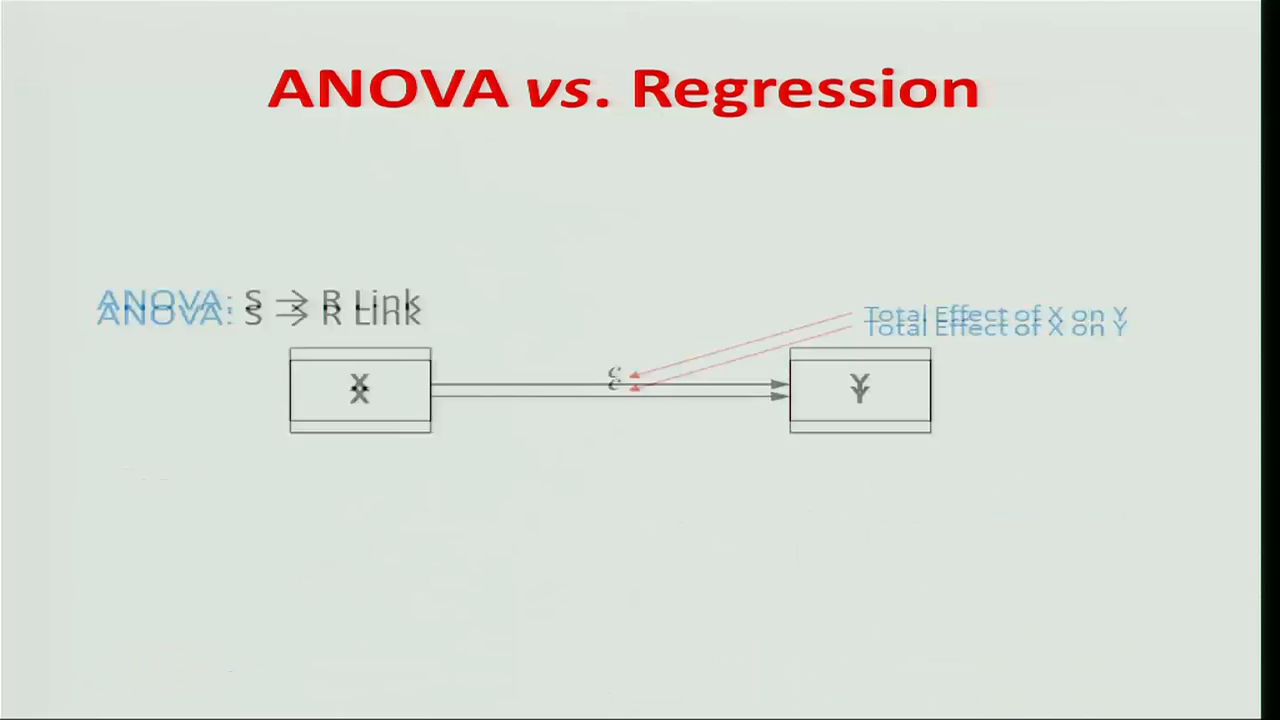 ANOVA vs. Regression
ANOVA: S → R Link
Total Effect of X on Y
c
X
Y